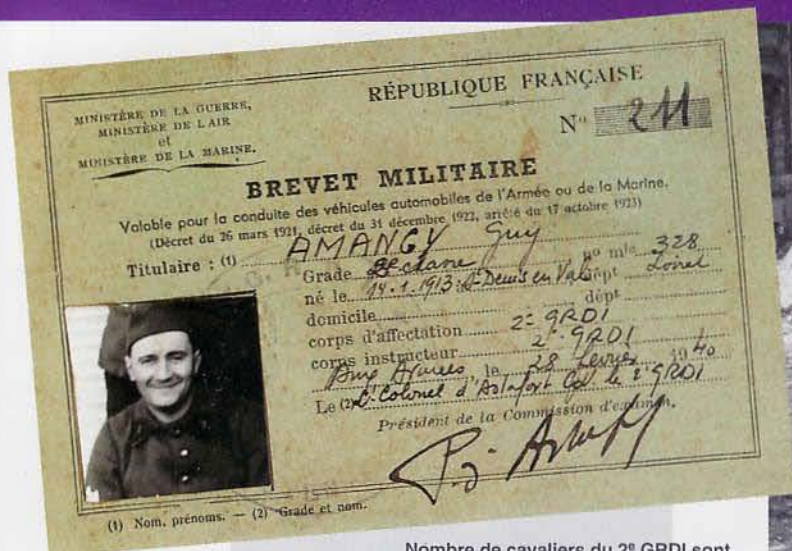 MINISTÈRE DE LA GUERRE,
MINISTÈRE DE L'AIR
et
MINISTÈRE DE LA MARINE.
RÉPUBLIQUE FRANÇAISE
N° 211
BREVET MILITAIRE
Valable pour la conduite des véhicules automobiles de l'Armée ou de la Marine.
(Décret du 26 mars 1921, décret du 31 décembre 1922, arrêté du 17 octobre 1923)
Titulaire : (1) AMANGY Guy
Grade 2e classe n° mle 328
né le 14.1.1913 St Denis en Val dépt Loiret
domicile dépt
corps d'affectation 2e GRDI
corps instructeur 2e GRDI
Aux Armées le 28 février 1940
Le (2) Lt Colonel d'Astafort Cdt le 2e GRDI
Président de la Commission d'examen,
(1) Nom, prénoms. — (2) Grade et nom.
Nombre de cavaliers du 2e GRDI sont